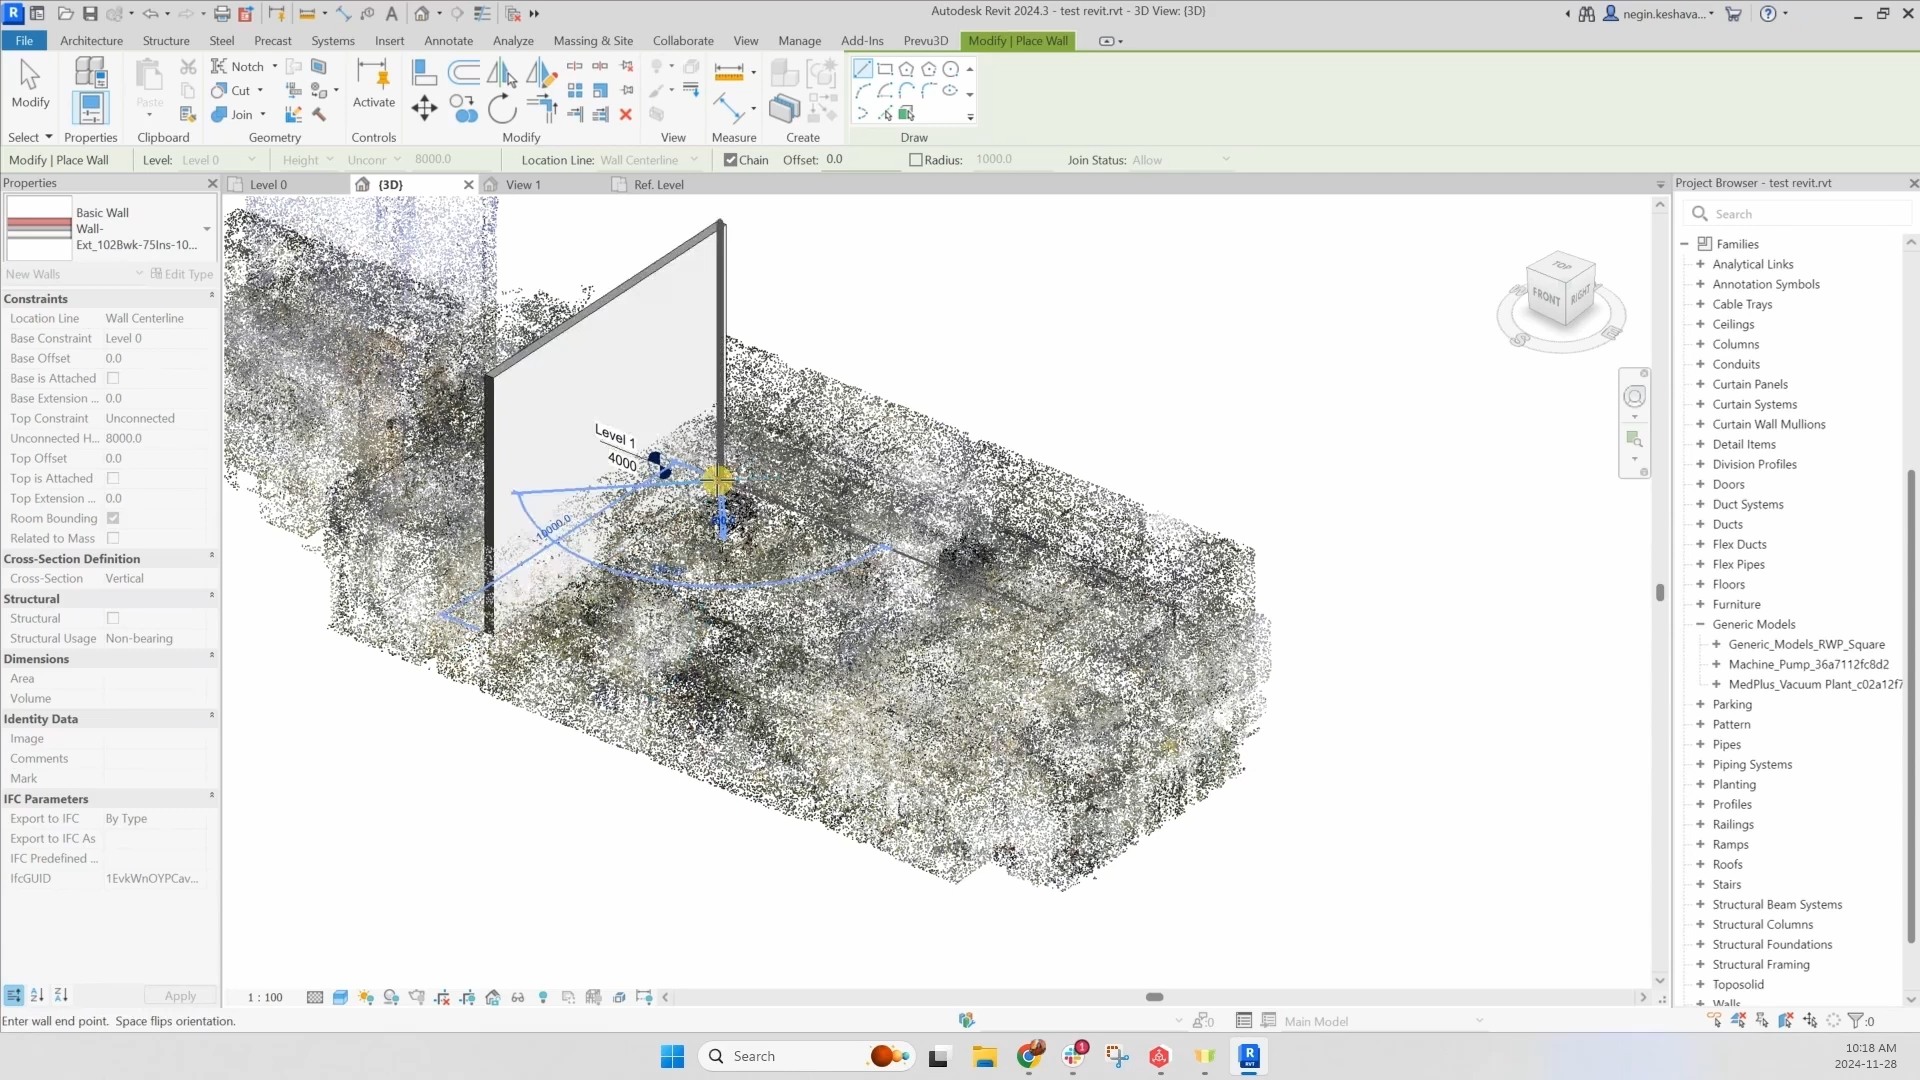 Autodesk Revit 2024.3 - test revit.rvt - 3D View: {3D}
negin.keshava...
File
Architecture
Structure
Steel
Precast
Systems
Insert
Annotate
Analyze
Massing & Site
Collaborate
View
Manage
Add-Ins
Prevu3D
Modify | Place Wall
Modify
Paste
Notch
Cut
Join
Activate
Select
Properties
Clipboard
Geometry
Controls
Modify
View
Measure
Create
Draw
Modify | Place Wall
Level: Level 0
Height
Unconr
8000.0
Location Line: Wall Centerline
Chain
Offset: 0.0
Radius: 1000.0
Join Status: Allow
Properties
Level 0
{3D}
View 1
Ref. Level
Basic Wall
Wall-
Ext_102Bwk-75Ins-10...
New Walls
Edit Type
Constraints
Location Line Wall Centerline
Base Constraint Level 0
Base Offset 0.0
Base is Attached
Base Extension ... 0.0
Top Constraint Unconnected
Unconnected H... 8000.0
Top Offset 0.0
Top is Attached
Top Extension ... 0.0
Room Bounding
Related to Mass
Cross-Section Definition
Cross-Section Vertical
Structural
Structural
Structural Usage Non-bearing
Dimensions
Area
Volume
Identity Data
Image
Comments
Mark
IFC Parameters
Export to IFC By Type
Export to IFC As
IFC Predefined ...
IfcGUID 1EvkWnOYPCav...
Apply
Level 1
4000
10000.0
TOP
FRONT
RIGHT
S
E
Project Browser - test revit.rvt
Search
Families
Analytical Links
Annotation Symbols
Cable Trays
Ceilings
Columns
Conduits
Curtain Panels
Curtain Systems
Curtain Wall Mullions
Detail Items
Division Profiles
Doors
Duct Systems
Ducts
Flex Ducts
Flex Pipes
Floors
Furniture
Generic Models
Generic_Models_RWP_Square
Machine_Pump_36a7112fc8d2
MedPlus_Vacuum Plant_c02a12f7
Parking
Pattern
Pipes
Piping Systems
Planting
Profiles
Railings
Ramps
Roofs
Stairs
Structural Beam Systems
Structural Columns
Structural Foundations
Structural Framing
Toposolid
Walls
1 : 100
Enter wall end point. Space flips orientation.
:0
Main Model
:0
Search
1
10:18 AM
2024-11-28